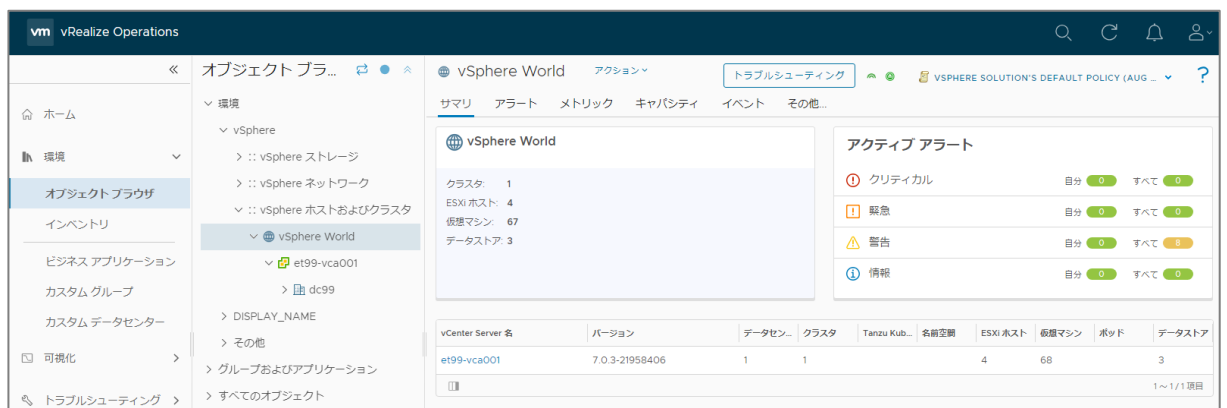 vm vRealize Operations
«
ホーム
環境
オブジェクト ブラウザ
インベントリ
ビジネス アプリケーション
カスタム グループ
カスタム データセンター
可視化
トラブルシューティング
オブジェクト ブラ...
環境
vSphere
:: vSphere ストレージ
:: vSphere ネットワーク
:: vSphere ホストおよびクラスタ
vSphere World
et99-vca001
dc99
DISPLAY_NAME
その他
グループおよびアプリケーション
すべてのオブジェクト
vSphere World アクション トラブルシューティング VSPHERE SOLUTION'S DEFAULT POLICY (AUG ... ?
サマリ アラート メトリック キャパシティ イベント その他...
vSphere World
クラスタ: 1
ESXi ホスト: 4
仮想マシン: 67
データストア: 3
アクティブ アラート
クリティカル 自分 0 すべて 0
緊急 自分 0 すべて 0
警告 自分 0 すべて 8
情報 自分 0 すべて 0
vCenter Server 名 バージョン データセン... クラスタ Tanzu Kub... 名前空間 ESXi ホスト 仮想マシン ポッド データストア
et99-vca001 7.0.3-21958406 1 1 4 68 3
1～1/1 項目